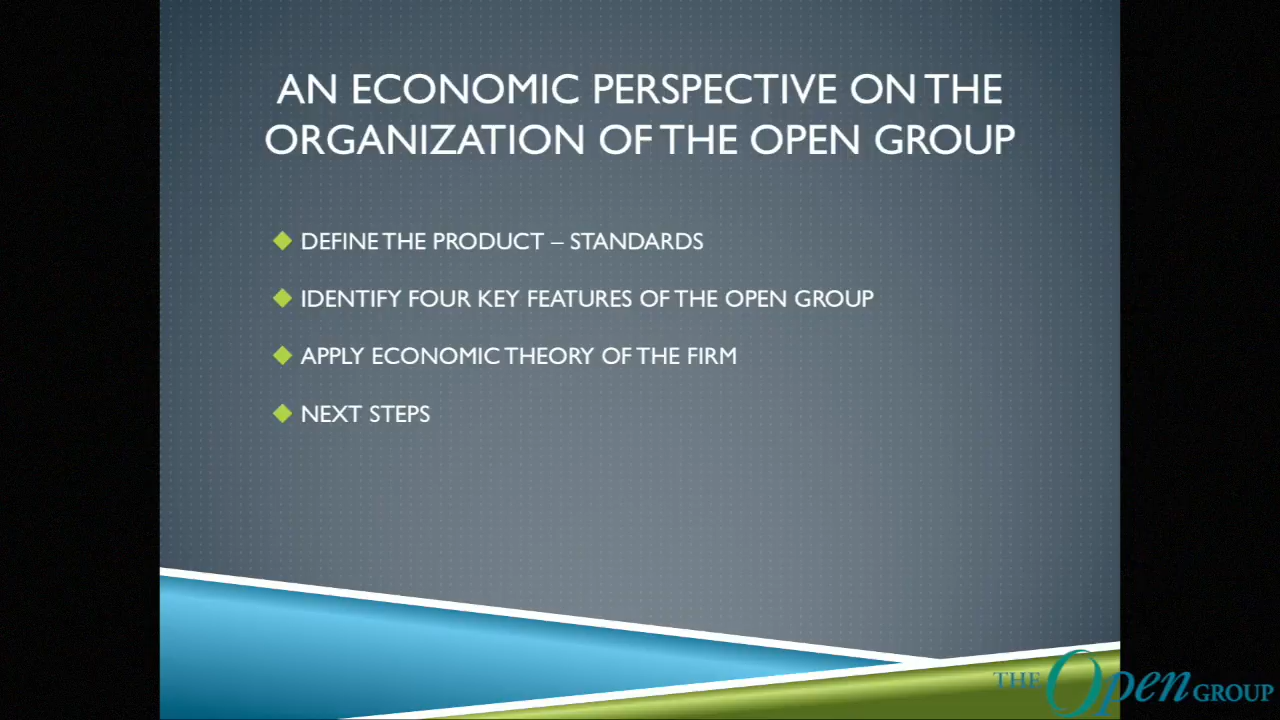 AN ECONOMIC PERSPECTIVE ON THE
ORGANIZATION OF THE OPEN GROUP
DEFINE THE PRODUCT – STANDARDS
IDENTIFY FOUR KEY FEATURES OF THE OPEN GROUP
APPLY ECONOMIC THEORY OF THE FIRM
NEXT STEPS
THE Open GROUP